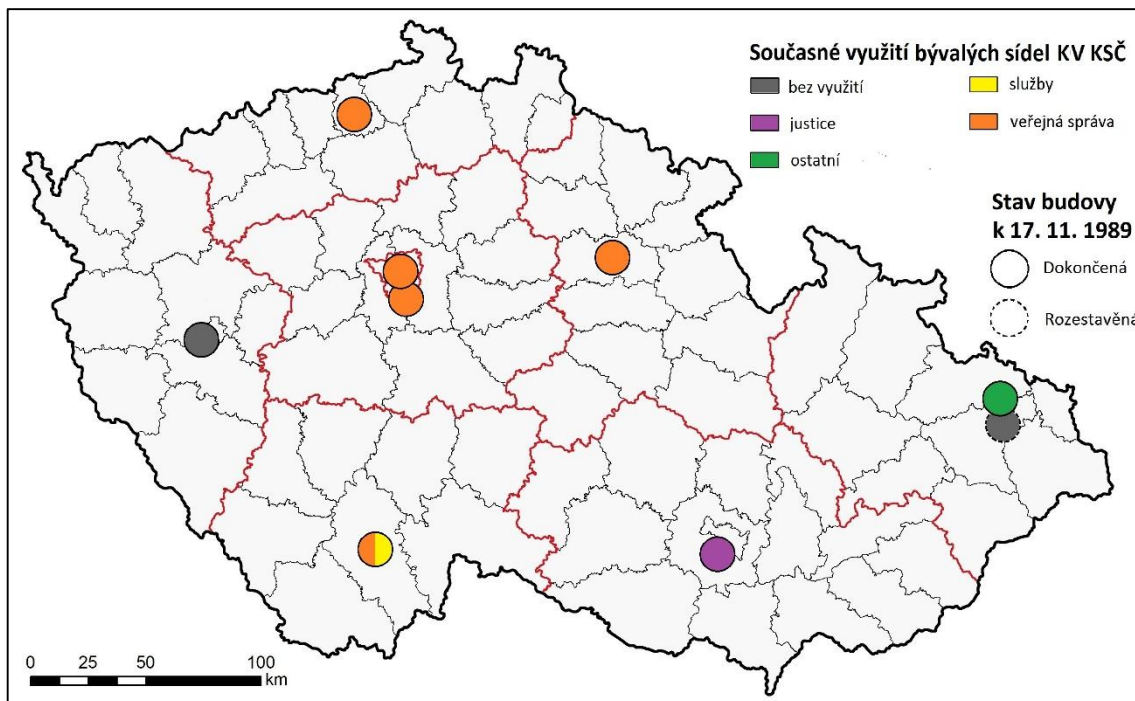 Současné využití bývalých sídel KV KSČ
bez využití
služby
justice
veřejná správa
ostatní
Stav budovy
k 17. 11. 1989
Dokončená
Rozestavěná
0 25 50 100
km